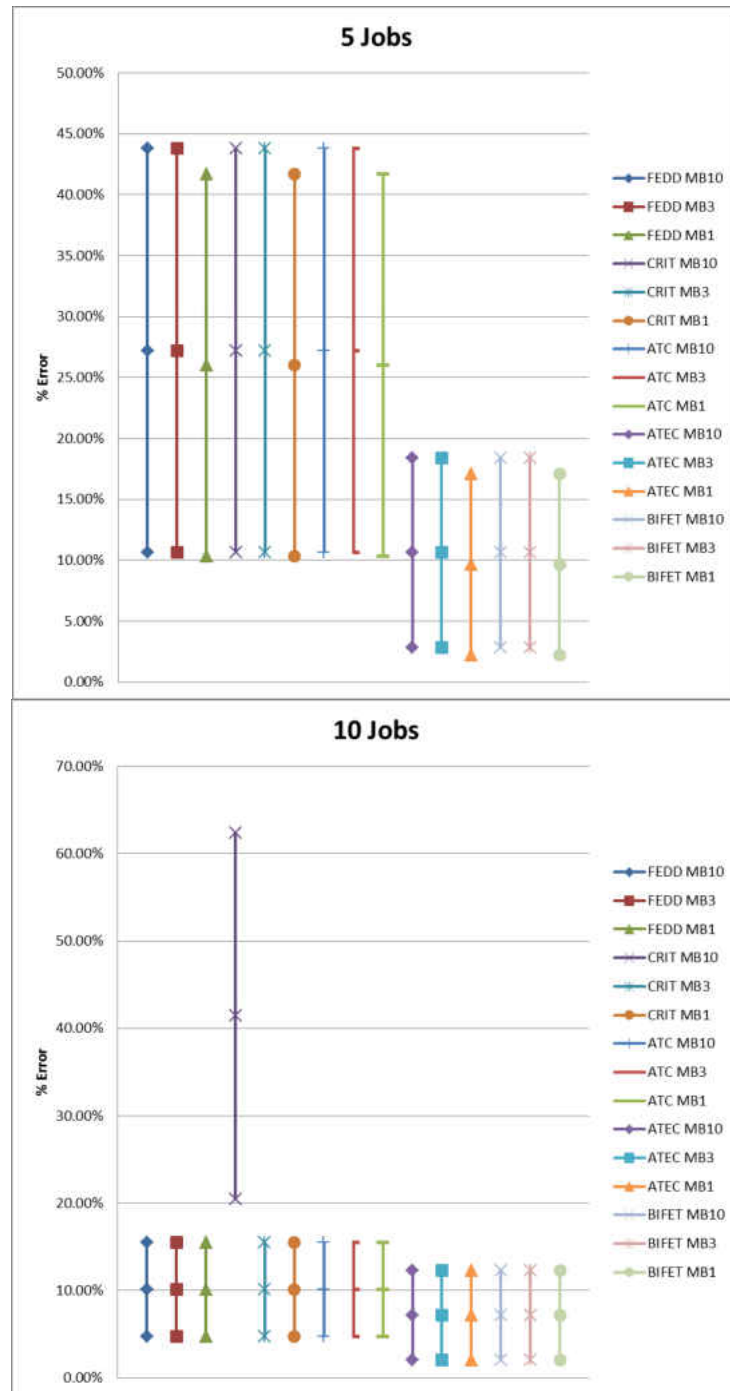 5 Jobs
50.00%
45.00%
40.00%
35.00%
30.00%
25.00%
20.00%
15.00%
10.00%
5.00%
0.00%
% Error
FEDD MB10
FEDD MB3
FEDD MB1
CRIT MB10
CRIT MB3
CRIT MB1
ATC MB10
ATC MB3
ATC MB1
ATEC MB10
ATEC MB3
ATEC MB1
BIFET MB10
BIFET MB3
BIFET MB1
10 Jobs
70.00%
60.00%
50.00%
40.00%
30.00%
20.00%
10.00%
0.00%
% Error
FEDD MB10
FEDD MB3
FEDD MB1
CRIT MB10
CRIT MB3
CRIT MB1
ATC MB10
ATC MB3
ATC MB1
ATEC MB10
ATEC MB3
ATEC MB1
BIFET MB10
BIFET MB3
BIFET MB1